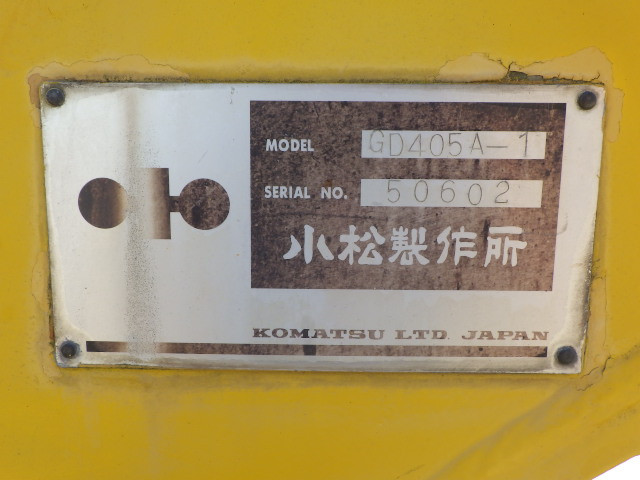 MODEL GD405A-1
SERIAL NO. 50602
小松製作所
KOMATSU LTD. JAPAN